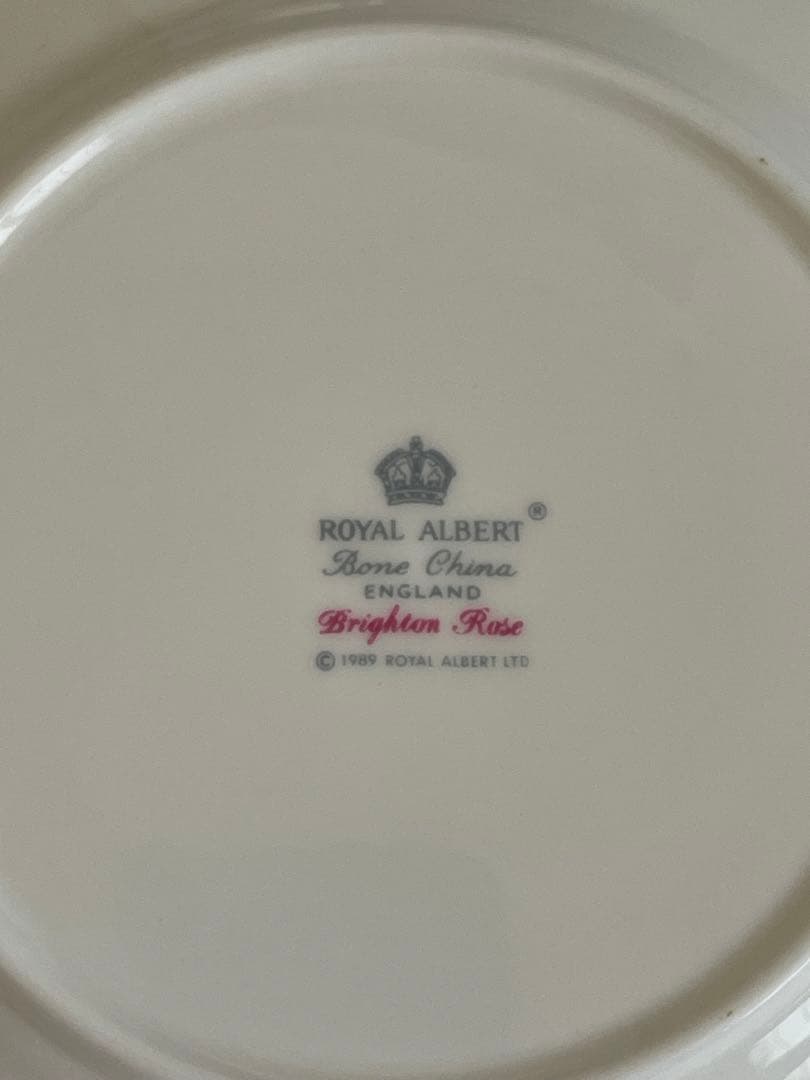 ROYAL ALBERT ®
Bone China
ENGLAND
Brighton Rose
© 1989 ROYAL ALBERT LTD